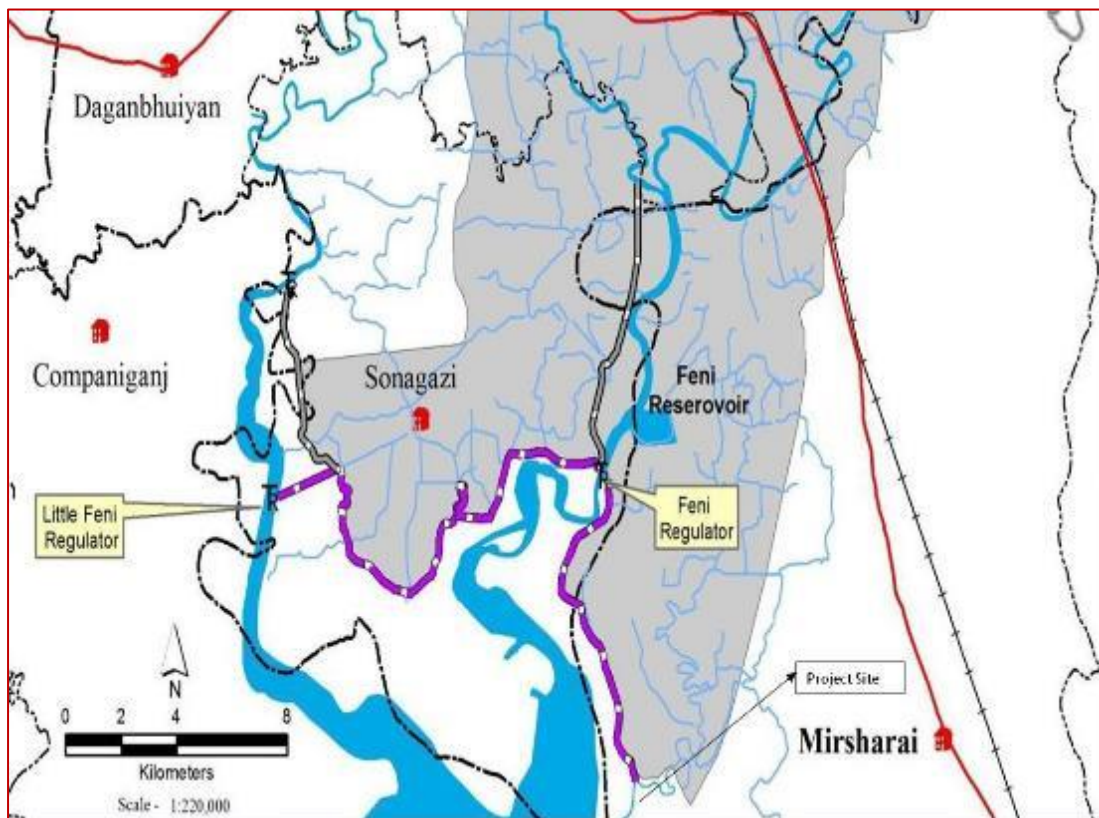 Daganbhuiyan
Companiganj
Sonagazi
Feni
Reserovoir
Little Feni
Regulator
Feni
Regulator
Project Site
Mirsharai
N
0 2 4 8
Kilometers
Scale - 1:220,000